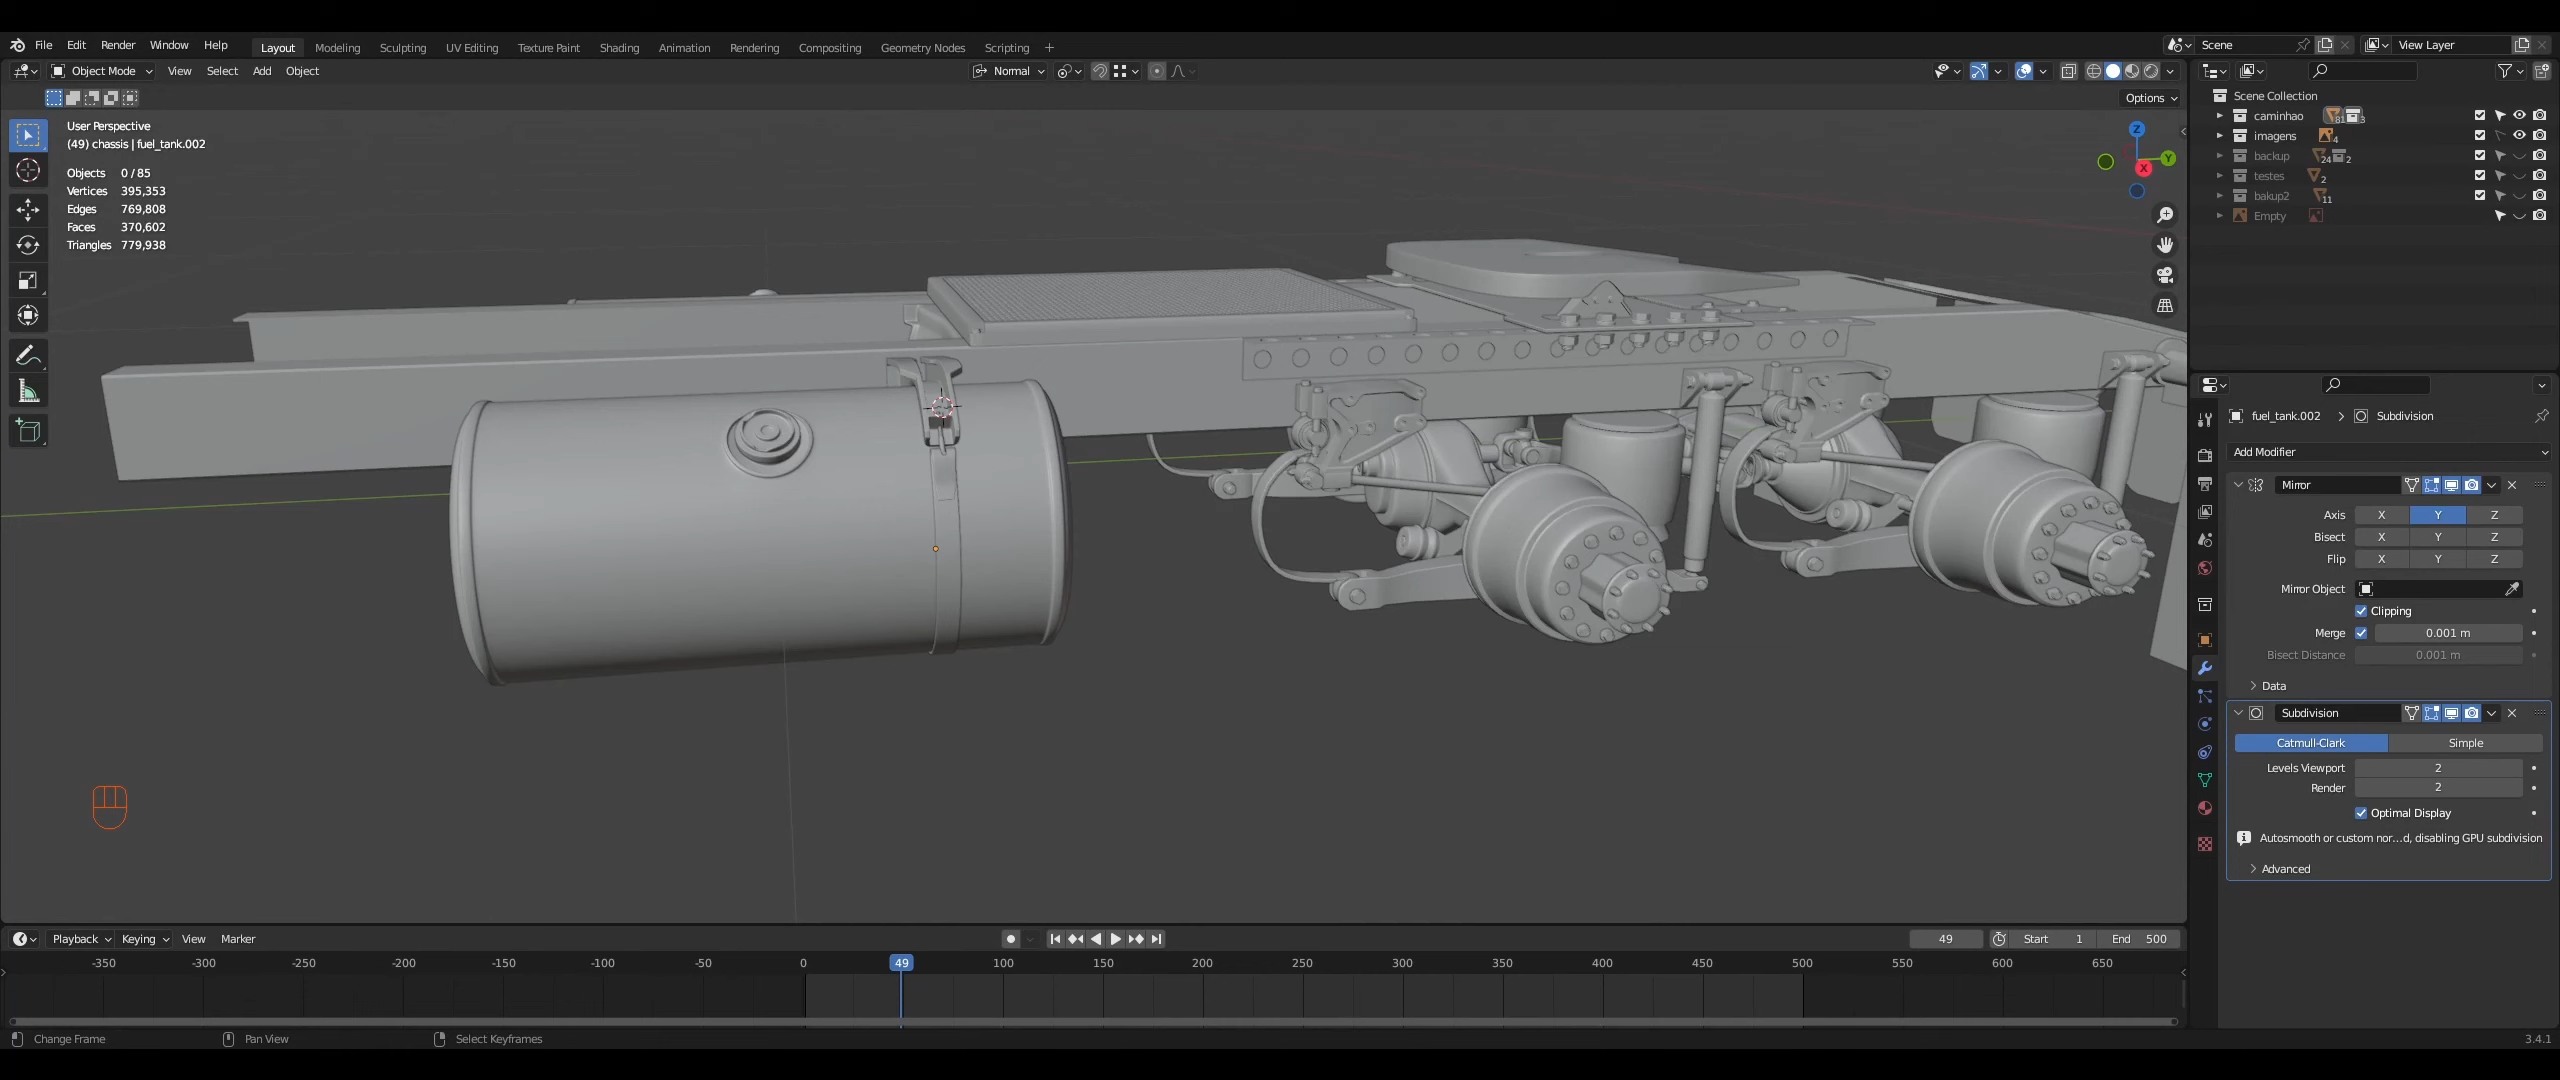 File Edit Render Window Help Layout Modeling Sculpting UV Editing Texture Paint Shading Animation Rendering Compositing Geometry Nodes Scripting + Scene View Layer
Object Mode View Select Add Object Normal
Options
User Perspective
(49) chassis | fuel_tank.002
Objects 0 / 85
Vertices 395,353
Edges 769,808
Faces 370,602
Triangles 779,938
Z
Y
X
Scene Collection
caminhao 81 3
imagens 4
backup 24 2
testes 2
bakup2 11
Empty
fuel_tank.002 > Subdivision
Add Modifier
Mirror
Axis X Y Z
Bisect X Y Z
Flip X Y Z
Mirror Object
Clipping
Merge 0.001 m
Bisect Distance 0.001 m
Data
Subdivision
Catmull-Clark Simple
Levels Viewport 2
Render 2
Optimal Display
Autosmooth or custom nor...d, disabling GPU subdivision
Advanced
Playback Keying View Marker 49 Start 1 End 500
-350 -300 -250 -200 -150 -100 -50 0 49 100 150 200 250 300 350 400 450 500 550 600 650
Change Frame Pan View Select Keyframes 3.4.1